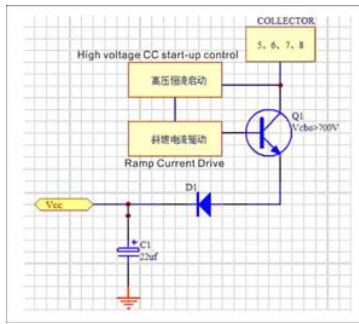 COLLECTOR
5、6、7、8
High voltage CC start-up control
高压恒流启动
Q1
Vcbo>700V
斜坡电流驱动
Ramp Current Drive
D1
Vcc
C1
22uf